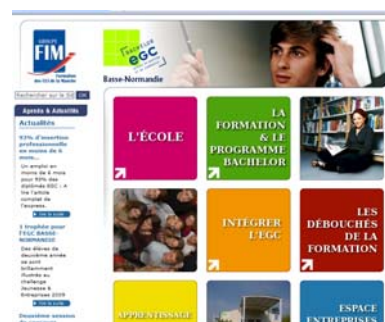 GROUPE
FIM
Formation
des CCI de la Manche
BACHELOR
egc
Basse-Normandie
Rechercher sur le Sit
OK
Agenda & Actualités
Actualités
93% d'insertion
professionnelle
en moins de 6
mois...
Un emploi en
moins de 6 mois
pour 93% des
diplômés EGC : A
lire l'article
complet de
l'express.
Lire la suite
1 trophée pour
l'EGC BASSE-
NORMANDIE
Des élèves de
deuxième année
se sont
brillamment
illustrés au
challenge
Jeunesse &
Entreprises 2009
Lire la suite
Deuxième session
L'ÉCOLE
LA
FORMATION
& LE
PROGRAMME
BACHELOR
INTÉGRER
L'EGC
LES
DÉBOUCHÉS
DE LA
FORMATION
APPRENTISSAGE
ESPACE
ENTREPRISES